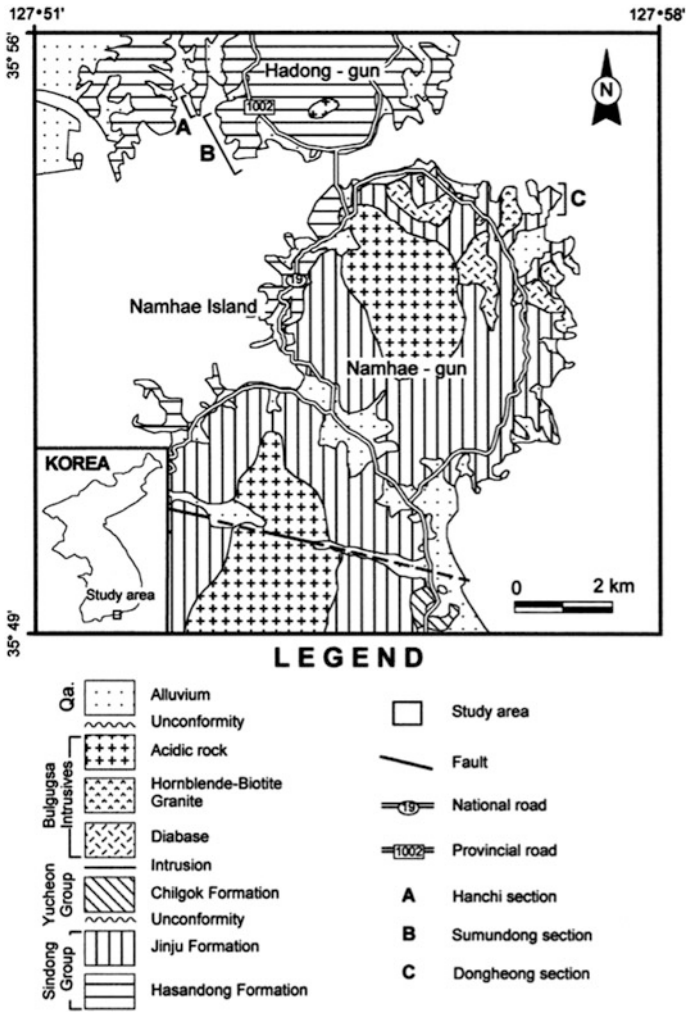 127°51'
127°58'
35°56'
Hadong - gun
N
A
1002
B
C
19
Namhae Island
Namhae - gun
KOREA
Study area
0 2 km
35°49'
LEGEND
Qa.
Alluvium
Unconformity
Bulgugsa
Intrusives
Acidic rock
Hornblende-Biotite
Granite
Diabase
Intrusion
Yucheon
Group
Chilgok Formation
Unconformity
Sindong
Group
Jinju Formation
Hasandong Formation
Study area
Fault
19 National road
1002 Provincial road
A Hanchi section
B Sumundong section
C Dongheong section